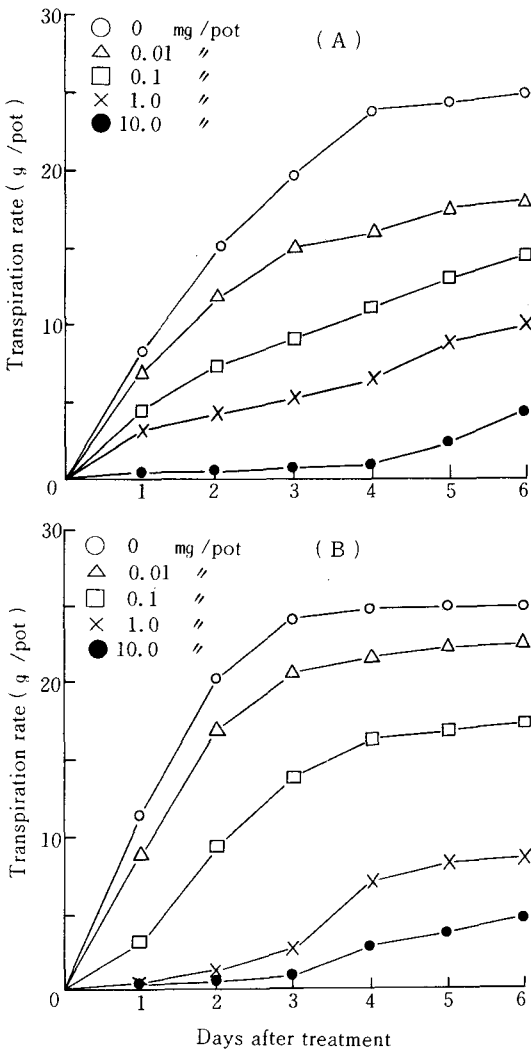 30
○ 0 mg/pot
( A )
△ 0.01 〃
□ 0.1 〃
× 1.0 〃
● 10.0 〃
20
10
0
Transpiration rate ( g /pot)
1 2 3 4 5 6
30
○ 0 mg/pot
( B )
△ 0.01 〃
□ 0.1 〃
× 1.0 〃
● 10.0 〃
20
10
0
Transpiration rate ( g /pot)
1 2 3 4 5 6
Days after treatment